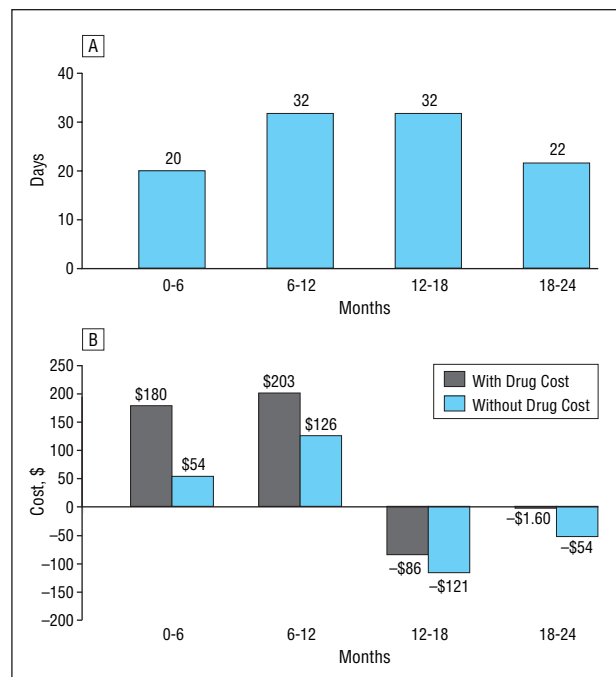 A
40
30
20
10
0
Days
20
32
32
22
0-6 6-12 12-18 18-24
Months
B
250
200
150
100
50
0
–50
–100
–150
–200
Cost, $
With Drug Cost
Without Drug Cost
$180
$54
$203
$126
–$86
–$121
–$1.60
–$54
0-6 6-12 12-18 18-24
Months